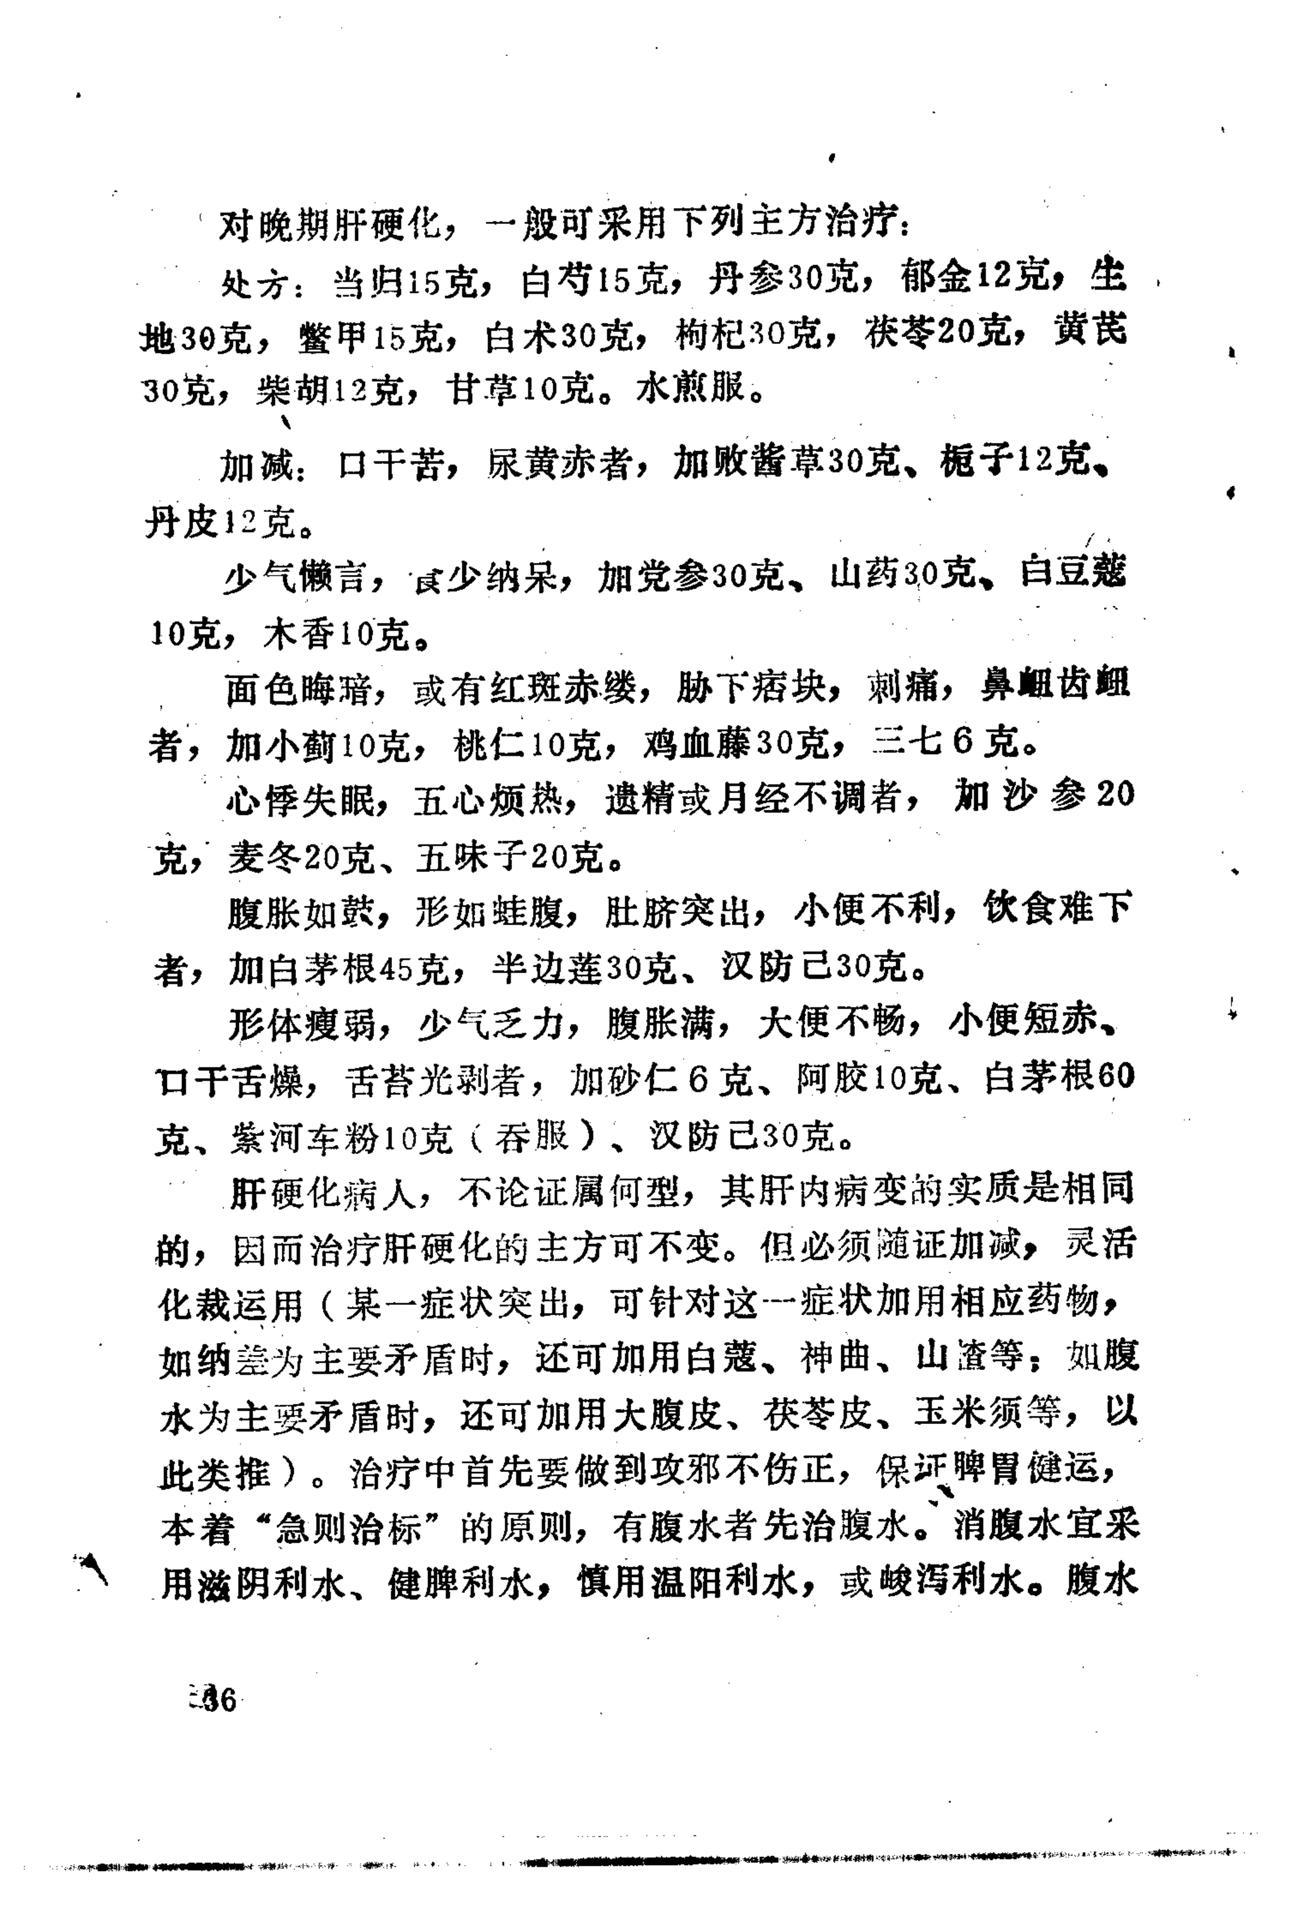 对晚期肝硬化，一般可采用下列主方治疗：
处方：当归15克，白芍15克，丹参30克，郁金12克，生
地30克，鳖甲15克，白术30克，枸杞30克，茯苓20克，黄芪
30克，柴胡12克，甘草10克。水煎服。
加减：口干苦，尿黄赤者，加败酱草30克、栀子12克、
丹皮12克。
少气懒言，食少纳呆，加党参30克、山药30克、白豆蔻
10克，木香10克。
面色晦暗，或有红斑赤缕，胁下痞块，刺痛，鼻衄齿衄
者，加小蓟10克，桃仁10克，鸡血藤30克，三七6克。
心悸失眠，五心烦热，遗精或月经不调者，加沙参20
克，麦冬20克、五味子20克。
腹胀如鼓，形如蛙腹，肚脐突出，小便不利，饮食难下
者，加白茅根45克，半边莲30克、汉防己30克。
形体瘦弱，少气乏力，腹胀满，大便不畅，小便短赤、
口干舌燥，舌苔光剥者，加砂仁6克、阿胶10克、白茅根60
克、紫河车粉10克（吞服）、汉防己30克。
肝硬化病人，不论证属何型，其肝内病变的实质是相同
的，因而治疗肝硬化的主方可不变。但必须随证加减，灵活
化裁运用（某一症状突出，可针对这一症状加用相应药物，
如纳差为主要矛盾时，还可加用白蔻、神曲、山渣等；如腹
水为主要矛盾时，还可加用大腹皮、茯苓皮、玉米须等，以
此类推）。治疗中首先要做到攻邪不伤正，保证脾胃健运，
本着“急则治标”的原则，有腹水者先治腹水。消腹水宜采
用滋阴利水、健脾利水，慎用温阳利水，或峻泻利水。腹水
36